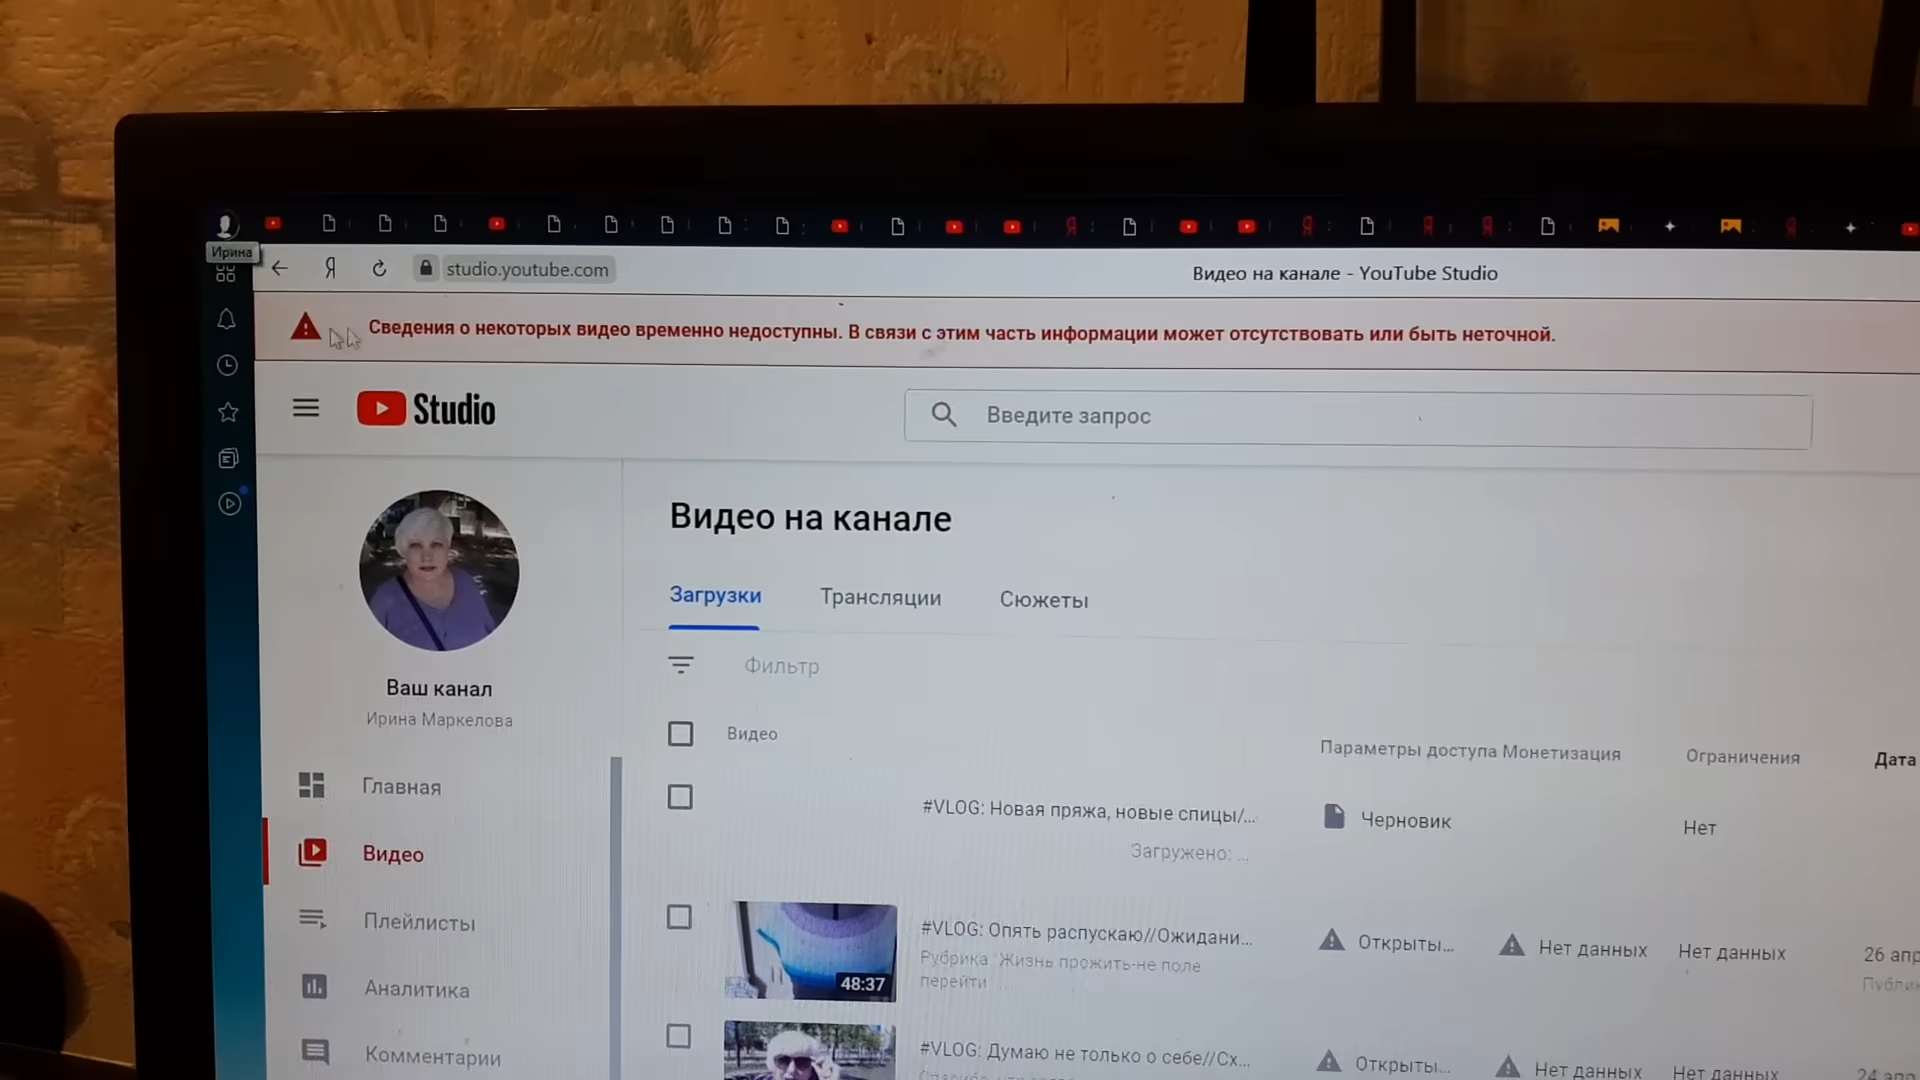 Ирина
studio.youtube.com
Видео на канале - YouTube Studio
Сведения о некоторых видео временно недоступны. В связи с этим часть информации может отсутствовать или быть неточной.
Studio
Введите запрос
Видео на канале
Загрузки Трансляции Сюжеты
Фильтр
Ваш канал
Ирина Маркелова
Видео Параметры доступа Монетизация Ограничения Дата
Главная
#VLOG: Новая пряжа, новые спицы/... Черновик Нет
Загружено: ...
Видео
Плейлисты
#VLOG: Опять распускаю//Ожидани... Открыты... Нет данных Нет данных 26 апр
Рубрика "Жизнь прожить-не поле
перейти ...
48:37
Аналитика
Комментарии
#VLOG: Думаю не только о себе//Сх... Открыты... Нет данных Нет данных 24 апр